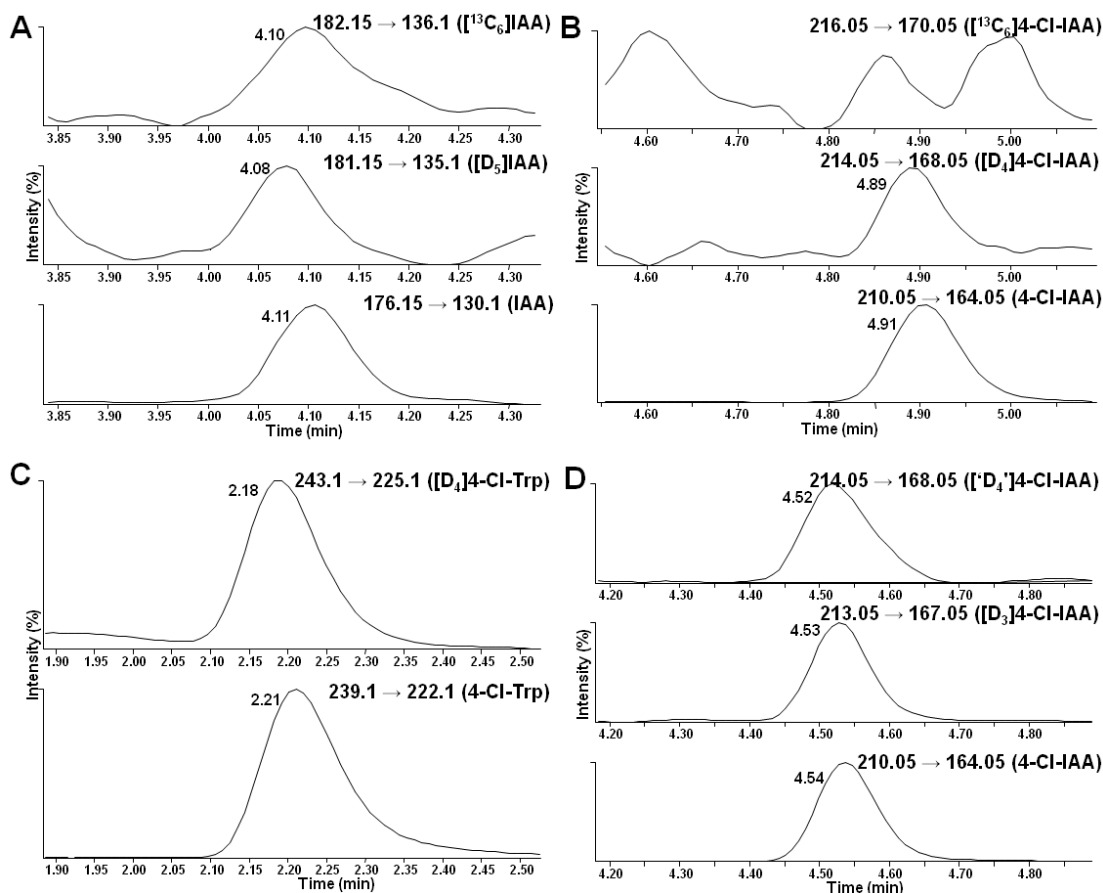 A
182.15 → 136.1 ([¹³C₆]IAA)
4.10
3.85 3.90 3.95 4.00 4.05 4.10 4.15 4.20 4.25 4.30
181.15 → 135.1 ([D₅]IAA)
4.08
3.85 3.90 3.95 4.00 4.05 4.10 4.15 4.20 4.25 4.30
176.15 → 130.1 (IAA)
4.11
3.85 3.90 3.95 4.00 4.05 4.10 4.15 4.20 4.25 4.30
Time (min)
Intensity (%)
B
216.05 → 170.05 ([¹³C₆]4-Cl-IAA)
4.60 4.70 4.80 4.90 5.00
214.05 → 168.05 ([D₄]4-Cl-IAA)
4.89
4.60 4.70 4.80 4.90 5.00
210.05 → 164.05 (4-Cl-IAA)
4.91
4.60 4.70 4.80 4.90 5.00
Time (min)
Intensity (%)
C
243.1 → 225.1 ([D₄]4-Cl-Trp)
2.18
1.90 1.95 2.00 2.05 2.10 2.15 2.20 2.25 2.30 2.35 2.40 2.45 2.50
239.1 → 222.1 (4-Cl-Trp)
2.21
1.90 1.95 2.00 2.05 2.10 2.15 2.20 2.25 2.30 2.35 2.40 2.45 2.50
Time (min)
Intensity (%)
D
214.05 → 168.05 (['D₄']4-Cl-IAA)
4.52
4.20 4.30 4.40 4.50 4.60 4.70 4.80
213.05 → 167.05 ([D₃]4-Cl-IAA)
4.53
4.20 4.30 4.40 4.50 4.60 4.70 4.80
210.05 → 164.05 (4-Cl-IAA)
4.54
4.20 4.30 4.40 4.50 4.60 4.70 4.80
Time (min)
Intensity (%)